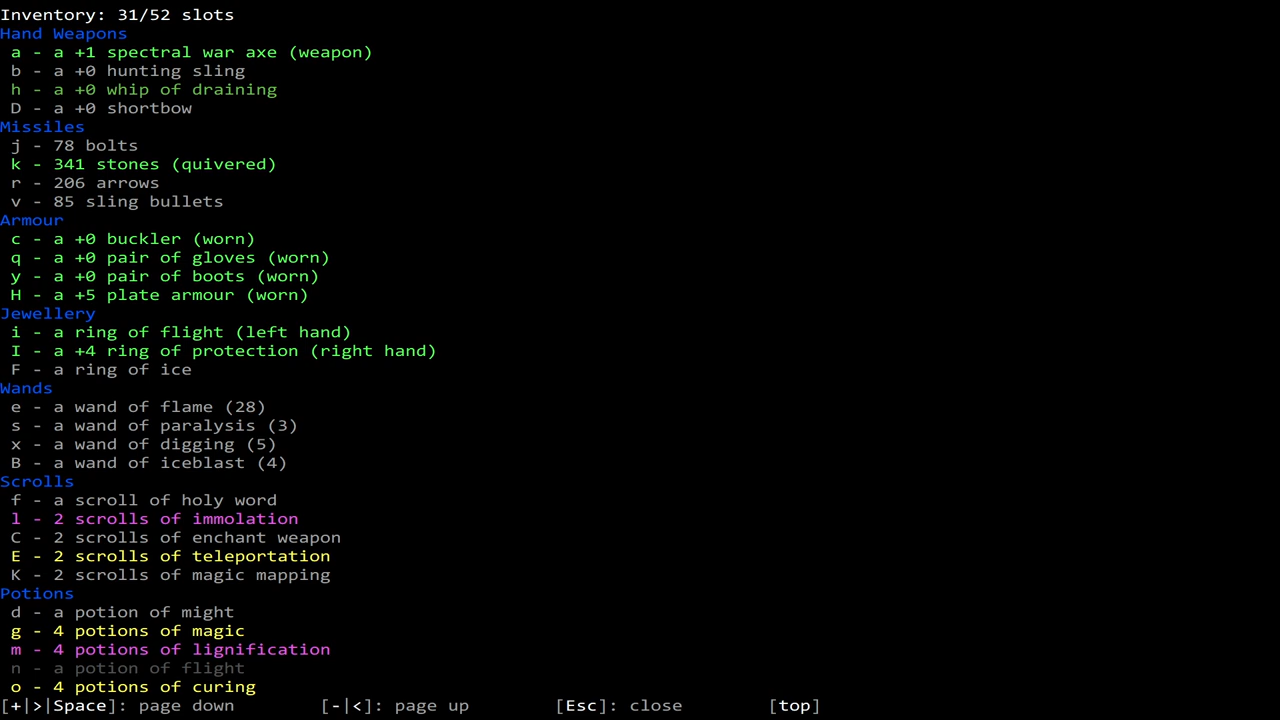 Inventory: 31/52 slots
Hand Weapons
a - a +1 spectral war axe (weapon)
b - a +0 hunting sling
h - a +0 whip of draining
D - a +0 shortbow
Missiles
j - 78 bolts
k - 341 stones (quivered)
r - 206 arrows
v - 85 sling bullets
Armour
c - a +0 buckler (worn)
q - a +0 pair of gloves (worn)
y - a +0 pair of boots (worn)
H - a +5 plate armour (worn)
Jewellery
i - a ring of flight (left hand)
I - a +4 ring of protection (right hand)
F - a ring of ice
Wands
e - a wand of flame (28)
s - a wand of paralysis (3)
x - a wand of digging (5)
B - a wand of iceblast (4)
Scrolls
f - a scroll of holy word
l - 2 scrolls of immolation
C - 2 scrolls of enchant weapon
E - 2 scrolls of teleportation
K - 2 scrolls of magic mapping
Potions
d - a potion of might
g - 4 potions of magic
m - 4 potions of lignification
n - a potion of flight
o - 4 potions of curing
[+|>|Space]: page down [-|<]: page up [Esc]: close [top]